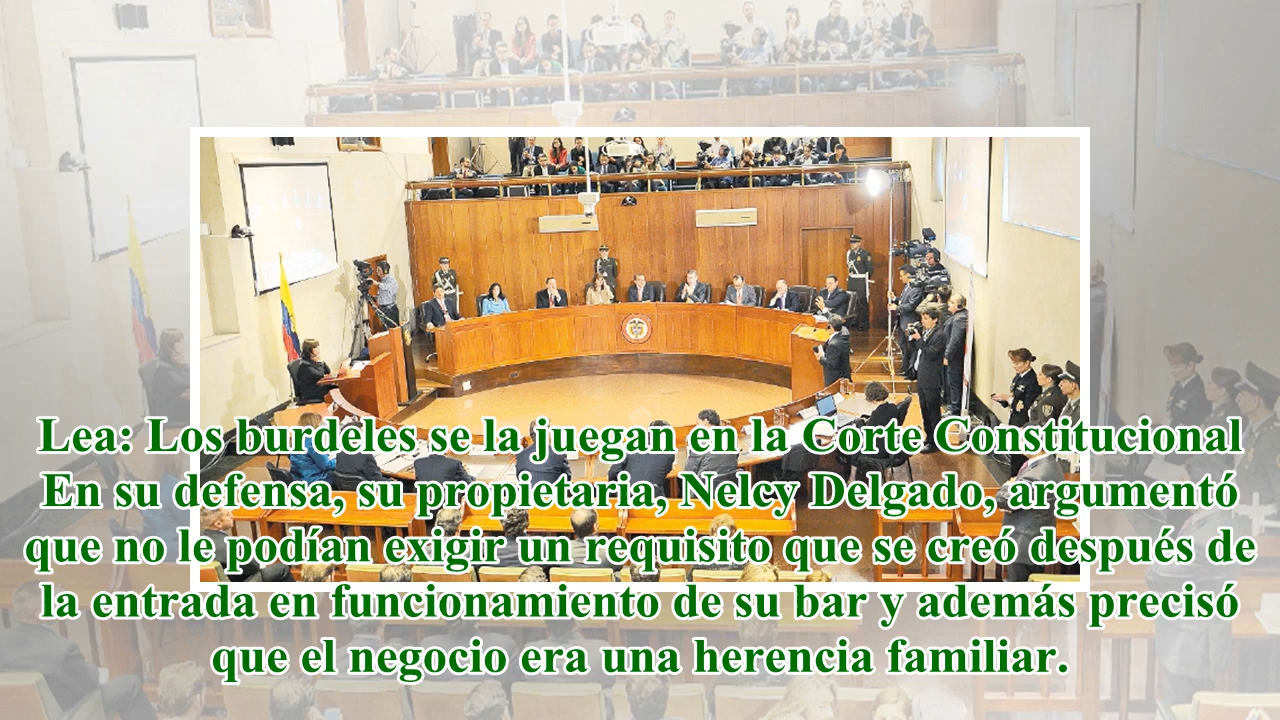 Lea: Los burdeles se la juegan en la Corte Constitucional
En su defensa, su propietaria, Nelcy Delgado, argumentó
que no le podían exigir un requisito que se creó después de
la entrada en funcionamiento de su bar y además precisó
que el negocio era una herencia familiar.